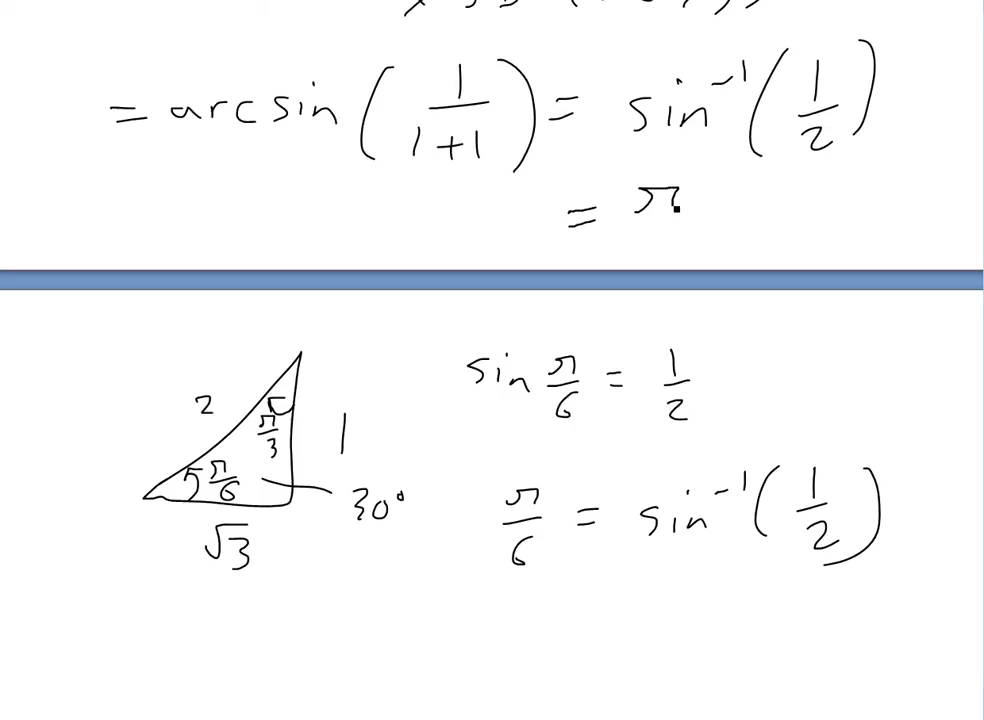 = arcsin(1/(1+1)) = sin⁻¹(1/2)
= π
2
π/3
1
π/6
30°
√3
sin π/6 = 1/2
π/6 = sin⁻¹(1/2)